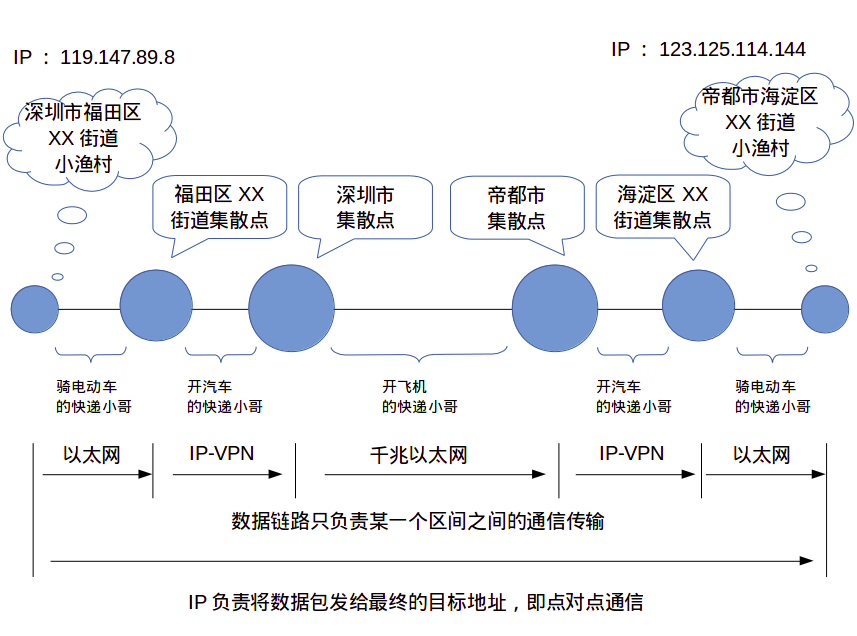 IP ：119.147.89.8
IP ： 123.125.114.144
深圳市福田区
XX 街道
小渔村
帝都市海淀区
XX 街道
小渔村
福田区 XX
街道集散点
深圳市
集散点
帝都市
集散点
海淀区 XX
街道集散点
骑电动车
的快递小哥
开汽车
的快递小哥
开飞机
的快递小哥
开汽车
的快递小哥
骑电动车
的快递小哥
以太网
IP-VPN
千兆以太网
IP-VPN
以太网
数据链路只负责某一个区间之间的通信传输
IP 负责将数据包发给最终的目标地址，即点对点通信